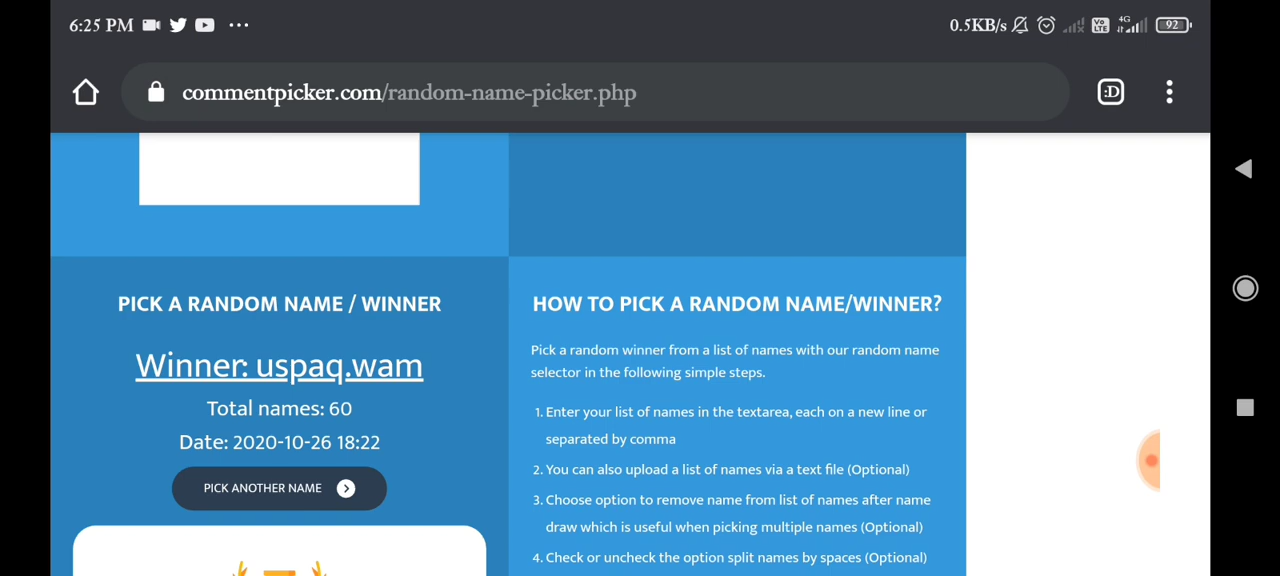 6:25 PM ... 0.5KB/s Vo LTE 4G 92
commentpicker.com/random-name-picker.php :D
PICK A RANDOM NAME / WINNER
Winner: uspaq.wam
Total names: 60
Date: 2020-10-26 18:22
PICK ANOTHER NAME
HOW TO PICK A RANDOM NAME/WINNER?
Pick a random winner from a list of names with our random name
selector in the following simple steps.
1. Enter your list of names in the textarea, each on a new line or
separated by comma
2. You can also upload a list of names via a text file (Optional)
3. Choose option to remove name from list of names after name
draw which is useful when picking multiple names (Optional)
4. Check or uncheck the option split names by spaces (Optional)